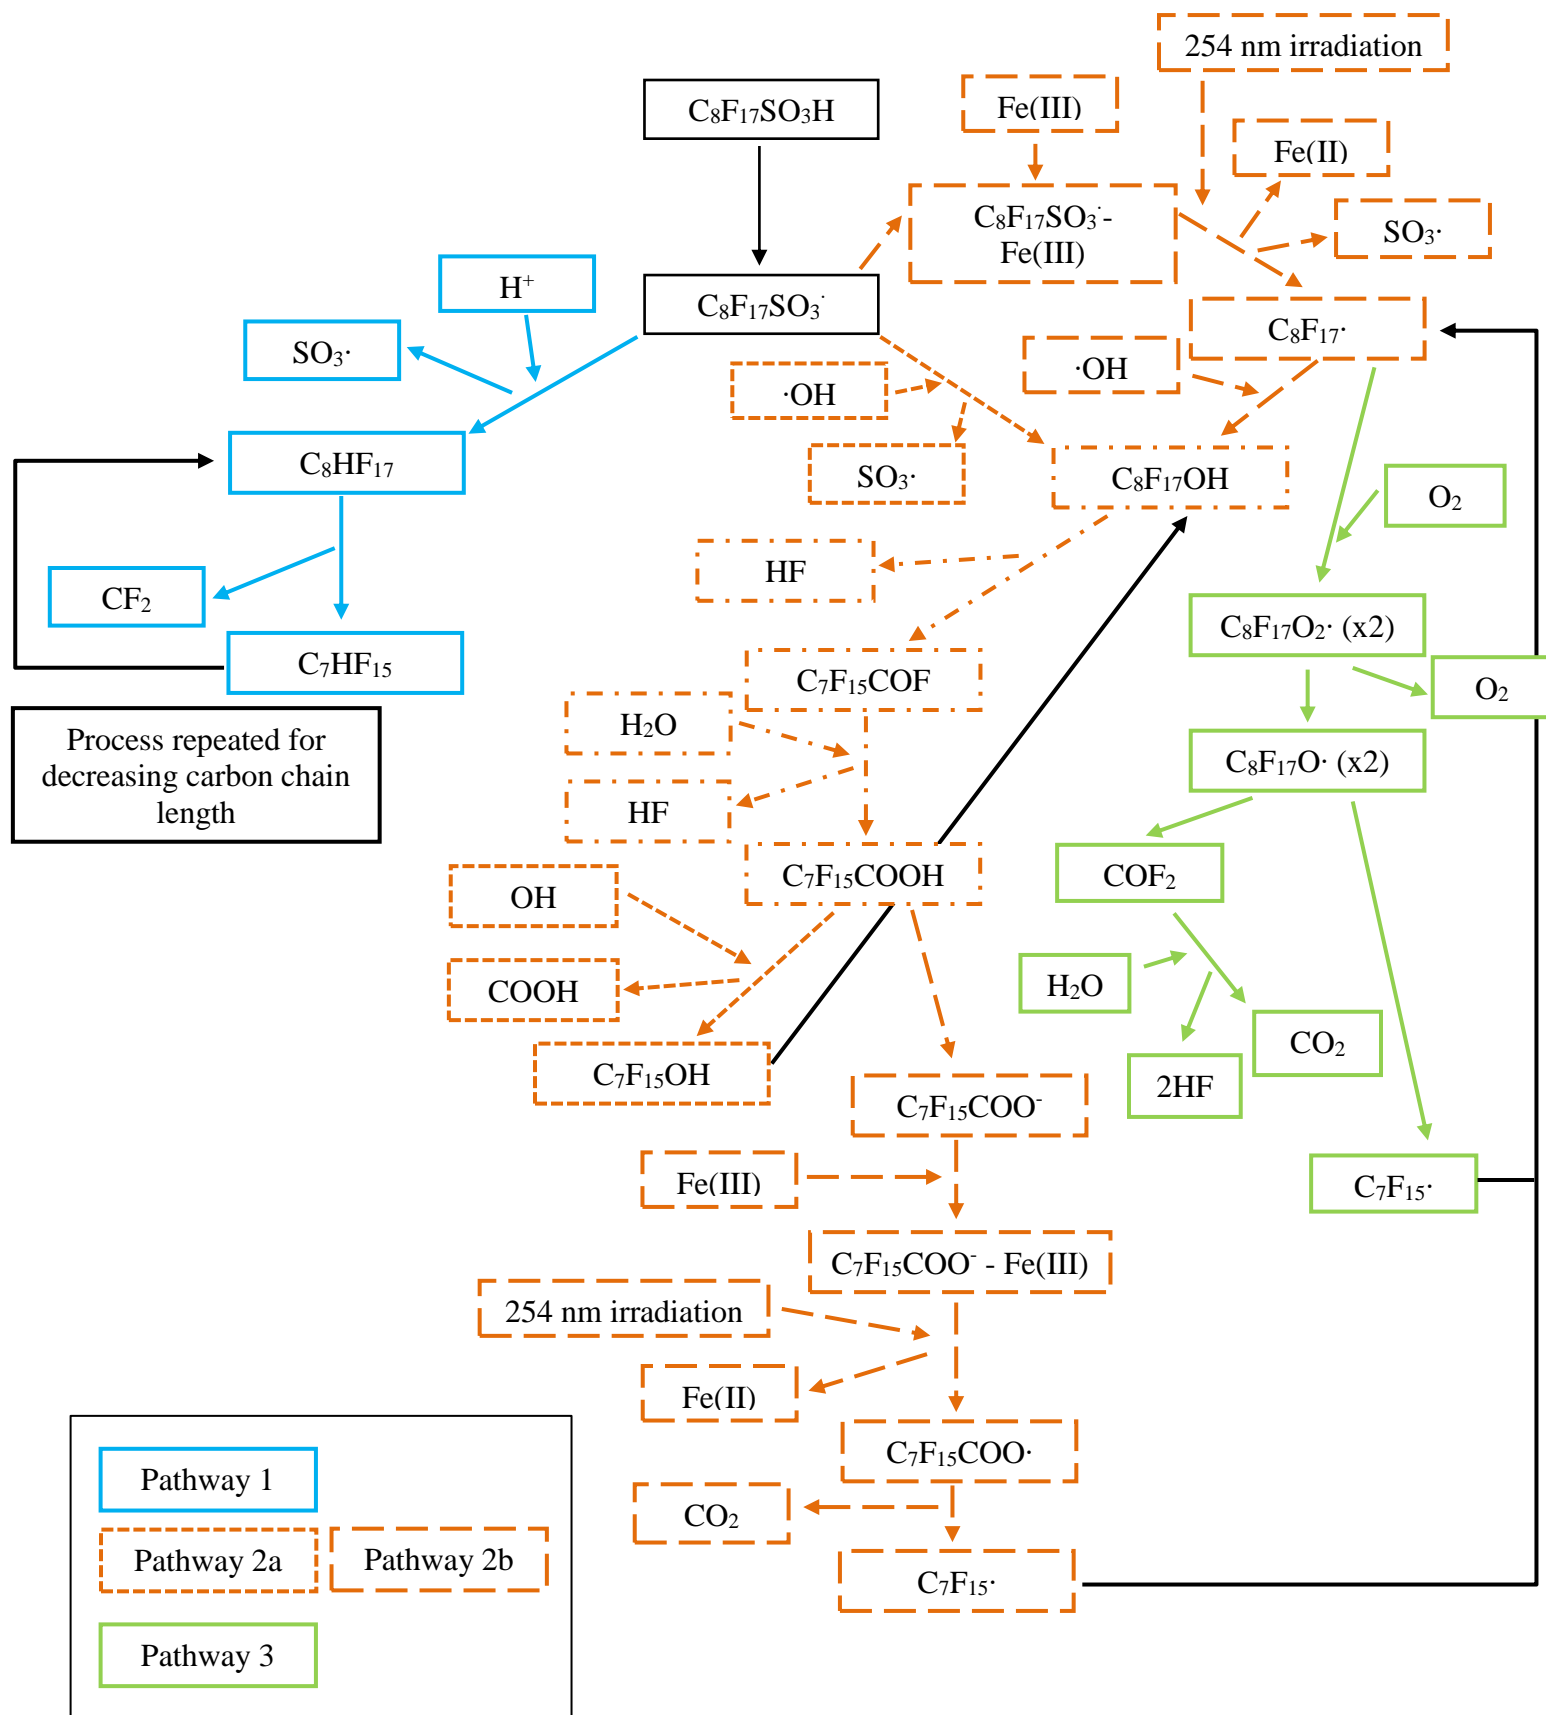 254 nm irradiation
C₈F₁₇SO₃H
Fe(III)
Fe(II)
C₈F₁₇SO₃˙-
Fe(III)
SO₃·
H⁺
C₈F₁₇SO₃˙
C₈F₁₇·
SO₃·
·OH
·OH
C₈HF₁₇
SO₃·
C₈F₁₇OH
O₂
HF
CF₂
C₈F₁₇O₂· (x2)
C₇HF₁₅
C₇F₁₅COF
O₂
H₂O
Process repeated for
decreasing carbon chain
length
C₈F₁₇O· (x2)
HF
C₇F₁₅COOH
COF₂
OH
COOH
H₂O
CO₂
C₇F₁₅OH
2HF
C₇F₁₅COO⁻
Fe(III)
C₇F₁₅·
C₇F₁₅COO⁻ - Fe(III)
254 nm irradiation
Fe(II)
C₇F₁₅COO·
Pathway 1
CO₂
Pathway 2a
Pathway 2b
C₇F₁₅·
Pathway 3